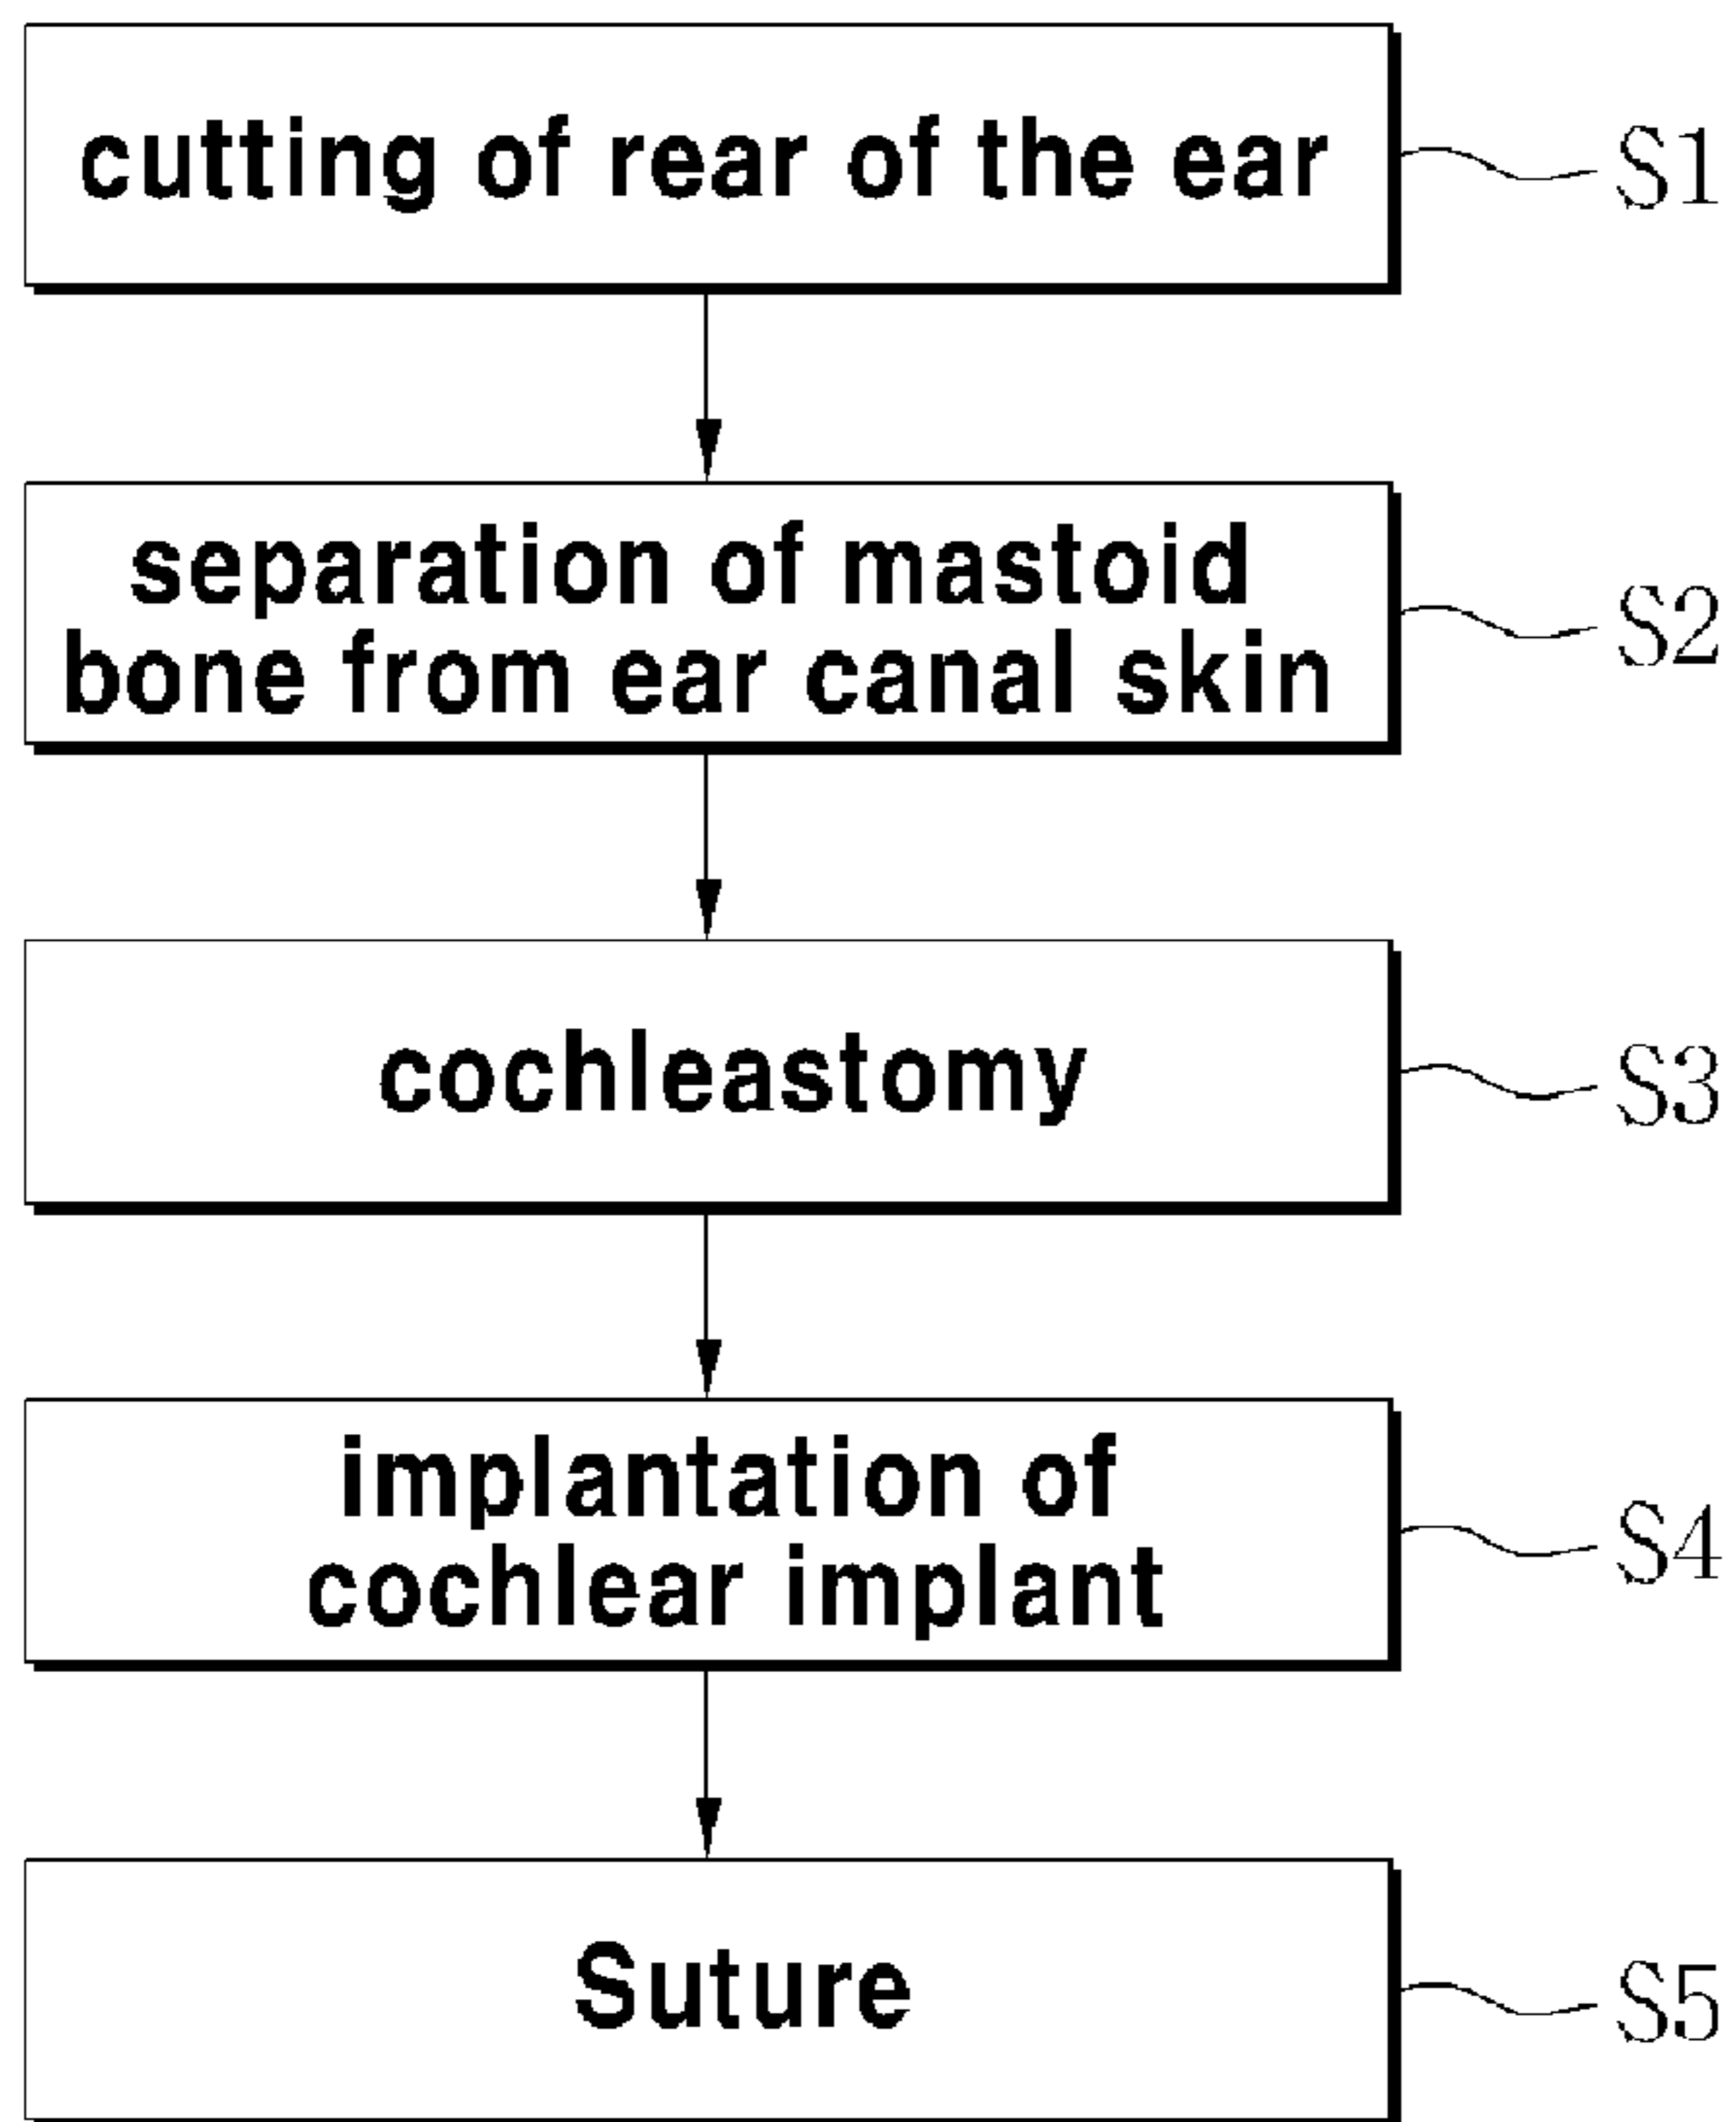 cutting of rear of the ear
S1
separation of mastoid
bone from ear canal skin
S2
cochleastomy
S3
implantation of
cochlear implant
S4
Suture
S5